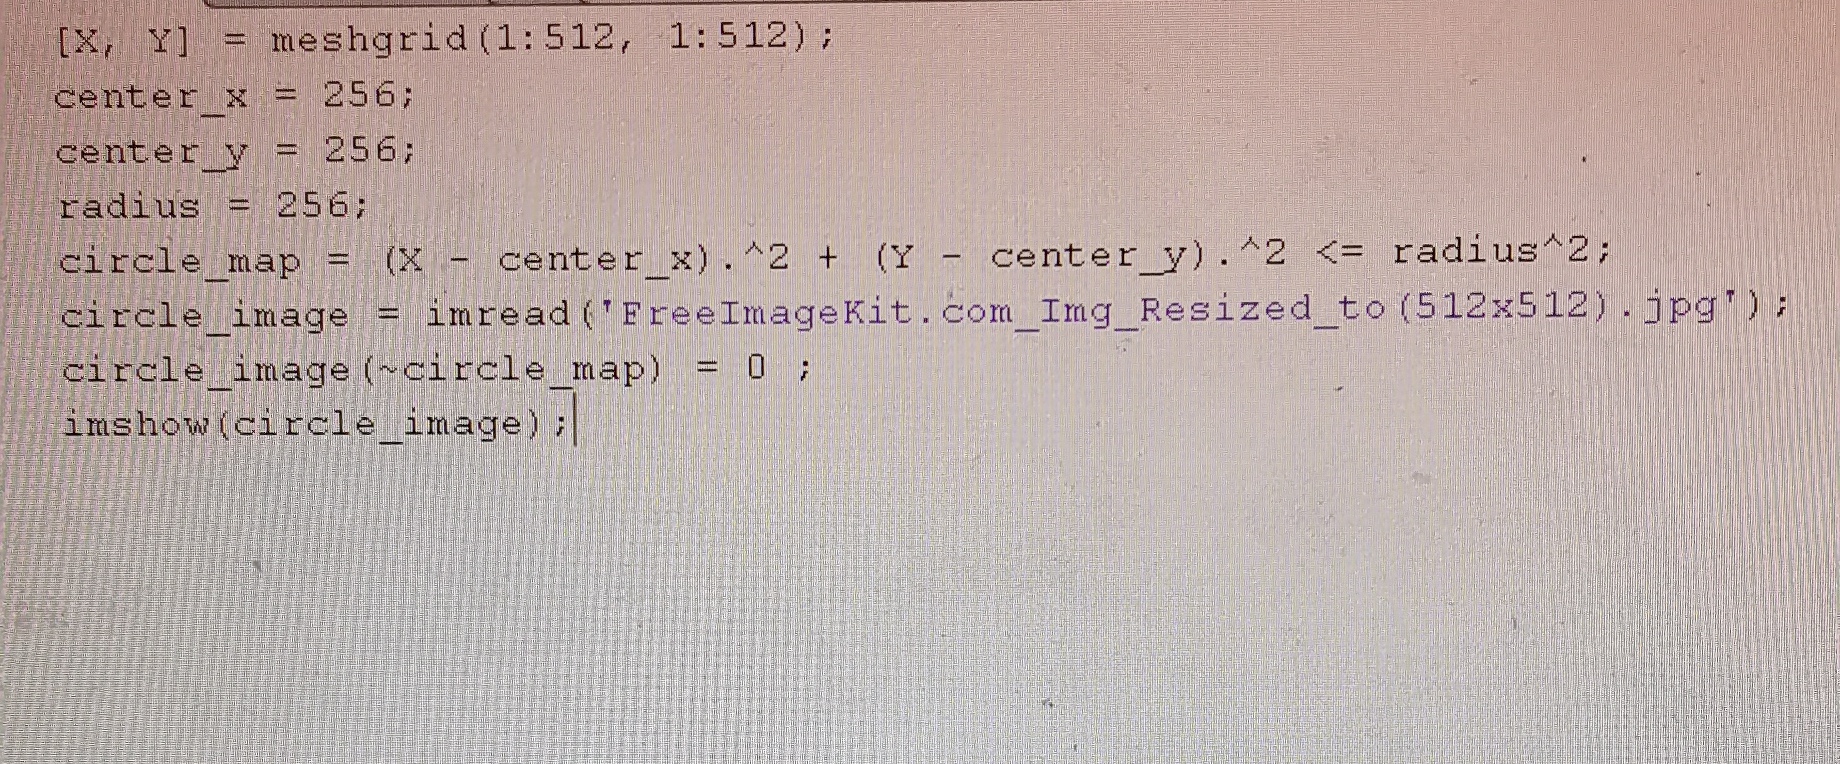 [X, Y] = meshgrid(1:512, 1:512);
center_x = 256;
center_y = 256;
radius = 256;
circle_map = (X - center_x).^2 + (Y - center_y).^2 <= radius^2;
circle_image = imread('FreeImageKit.com_Img_Resized_to(512x512).jpg');
circle_image(~circle_map) = 0 ;
imshow(circle_image);